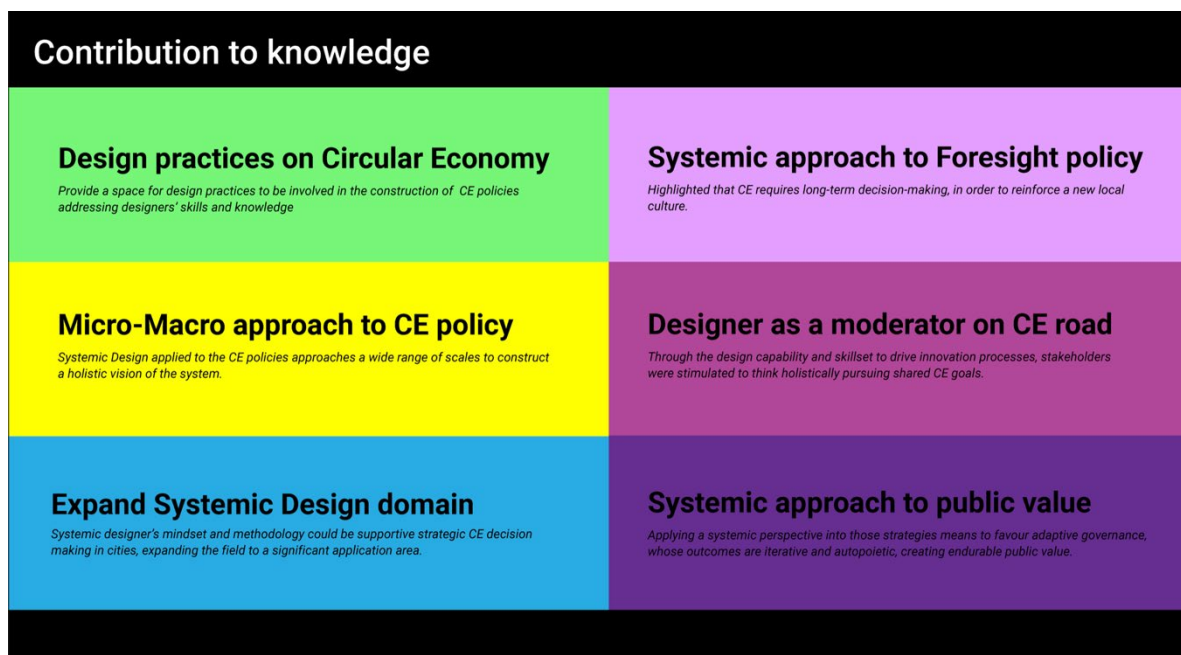 Contribution to knowledge
Design practices on Circular Economy
Provide a space for design practices to be involved in the construction of CE policies
addressing designers' skills and knowledge
Systemic approach to Foresight policy
Highlighted that CE requires long-term decision-making, in order to reinforce a new local
culture.
Micro-Macro approach to CE policy
Systemic Design applied to the CE policies approaches a wide range of scales to construct
a holistic vision of the system.
Designer as a moderator on CE road
Through the design capability and skillset to drive innovation processes, stakeholders
were stimulated to think holistically pursuing shared CE goals.
Expand Systemic Design domain
Systemic designer's mindset and methodology could be supportive strategic CE decision
making in cities, expanding the field to a significant application area.
Systemic approach to public value
Applying a systemic perspective into those strategies means to favour adaptive governance,
whose outcomes are iterative and autopoietic, creating endurable public value.